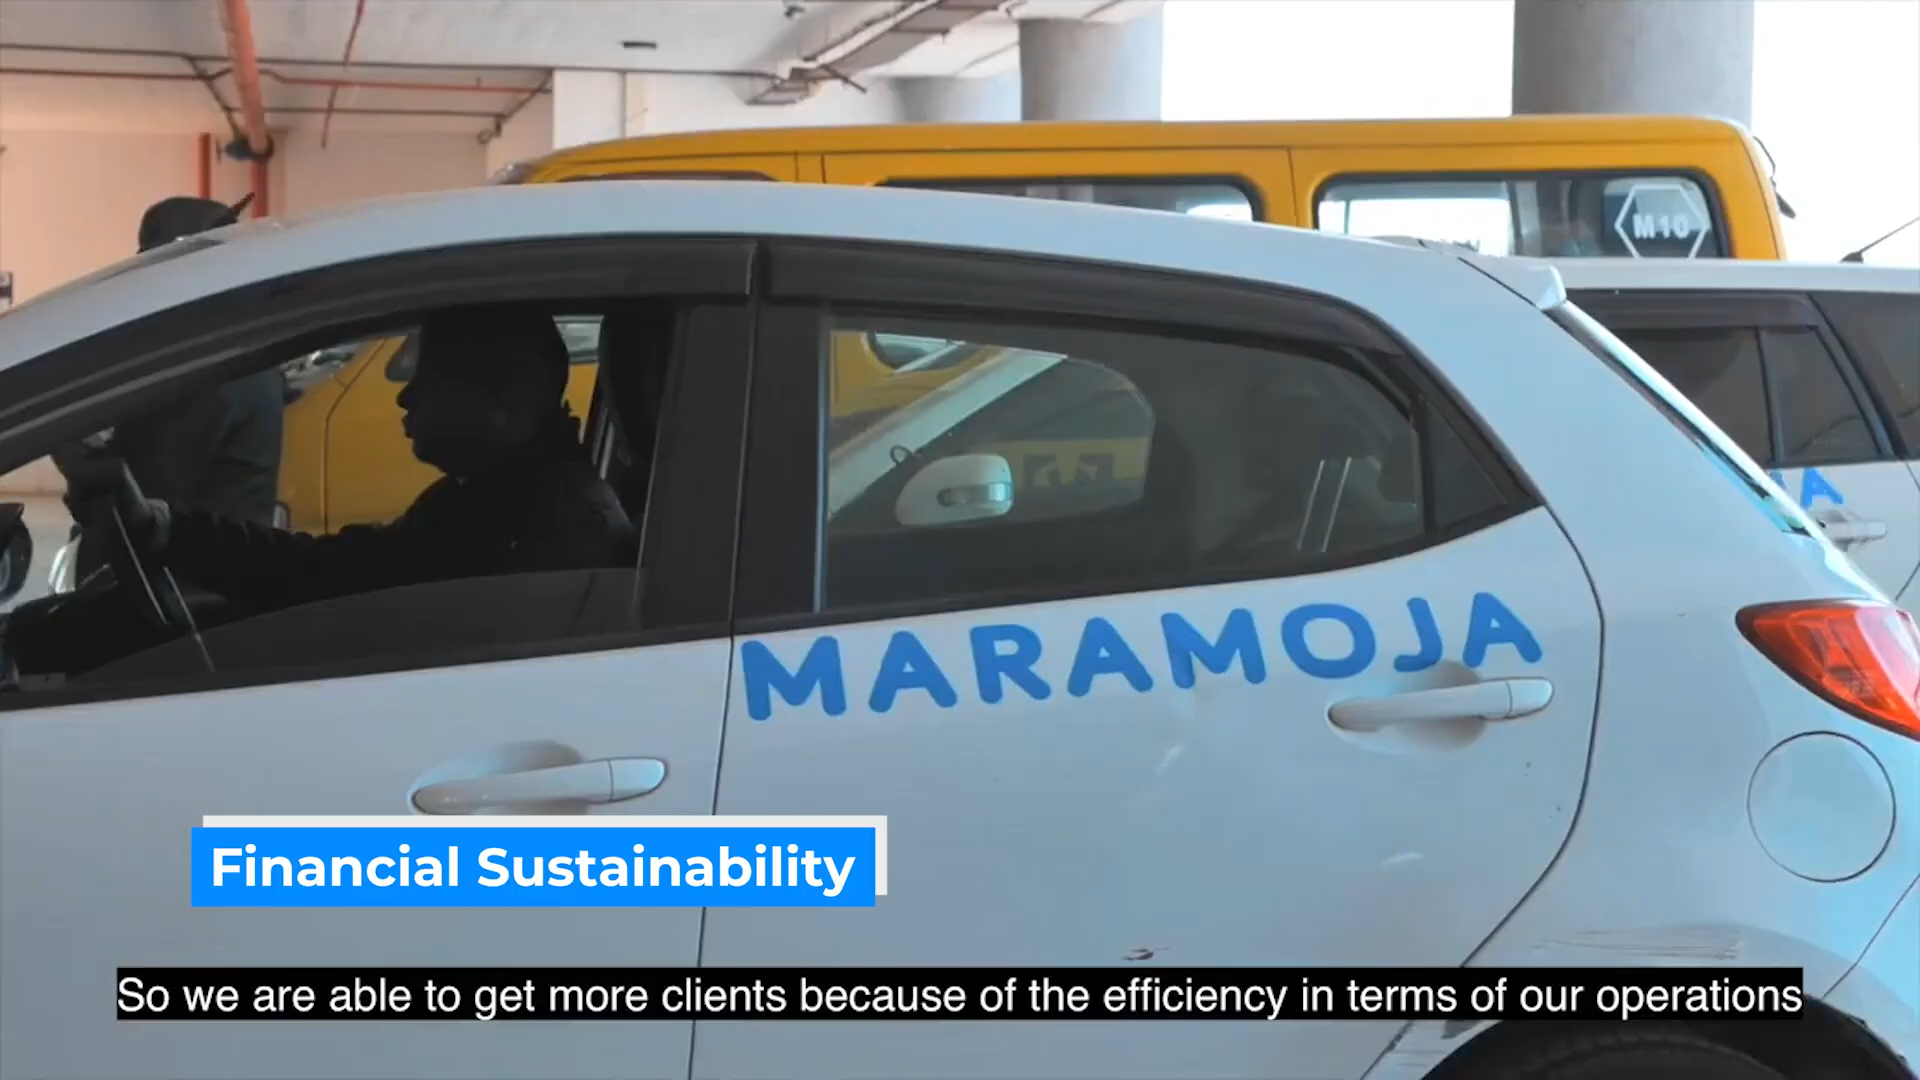 M10
JA
MARAMOJA
Financial Sustainability
So we are able to get more clients because of the efficiency in terms of our operations